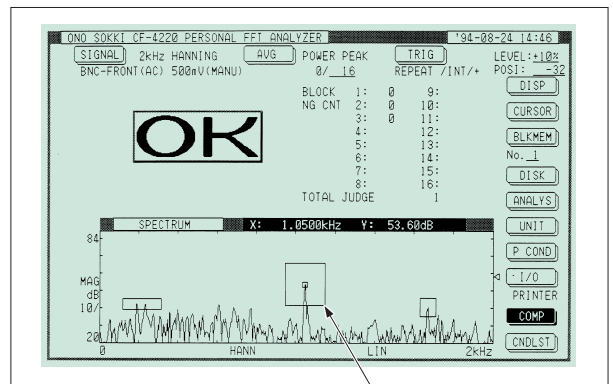 ONO SOKKI CF-4220 PERSONAL FFT ANALYZER '94-08-24 14:46
SIGNAL 2kHz HANNING AVG POWER PEAK TRIG LEVEL:+10%
BNC-FRONT(AC) 500mV(MANU) 0/ 16 REPEAT /INT/+ POSI: -32
DISP
BLOCK 1: 0 9:
NG CNT 2: 0 10:
CURSOR
3: 0 11:
OK
4: 12:
BLKMEM
5: 13:
No. 1
6: 14:
7: 15:
DISK
8: 16:
TOTAL JUDGE 1
ANALYS
SPECTRUM X: 1.0500kHz Y: 53.60dB
UNIT
84
P COND
MAG
I/O
dB
PRINTER
10/
COMP
20
CNDLST
0 HANN LIN 2kHz